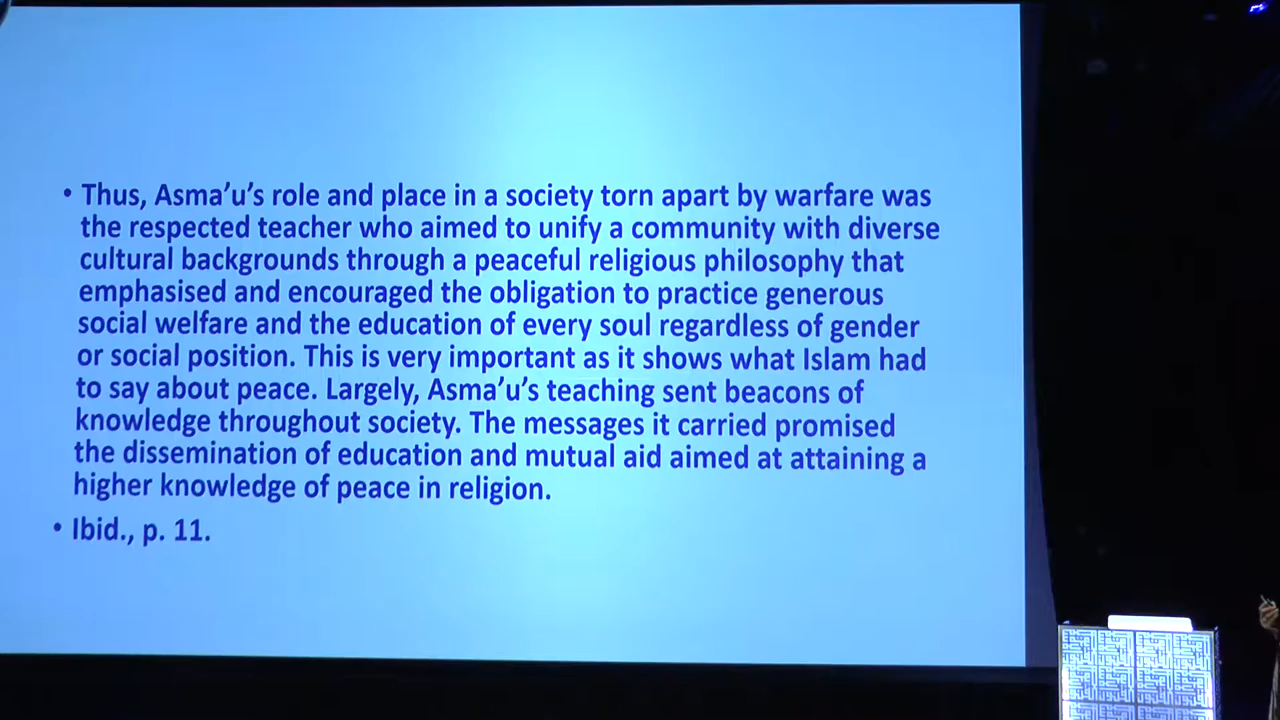 • Thus, Asma’u’s role and place in a society torn apart by warfare was
the respected teacher who aimed to unify a community with diverse
cultural backgrounds through a peaceful religious philosophy that
emphasised and encouraged the obligation to practice generous
social welfare and the education of every soul regardless of gender
or social position. This is very important as it shows what Islam had
to say about peace. Largely, Asma’u’s teaching sent beacons of
knowledge throughout society. The messages it carried promised
the dissemination of education and mutual aid aimed at attaining a
higher knowledge of peace in religion.
• Ibid., p. 11.